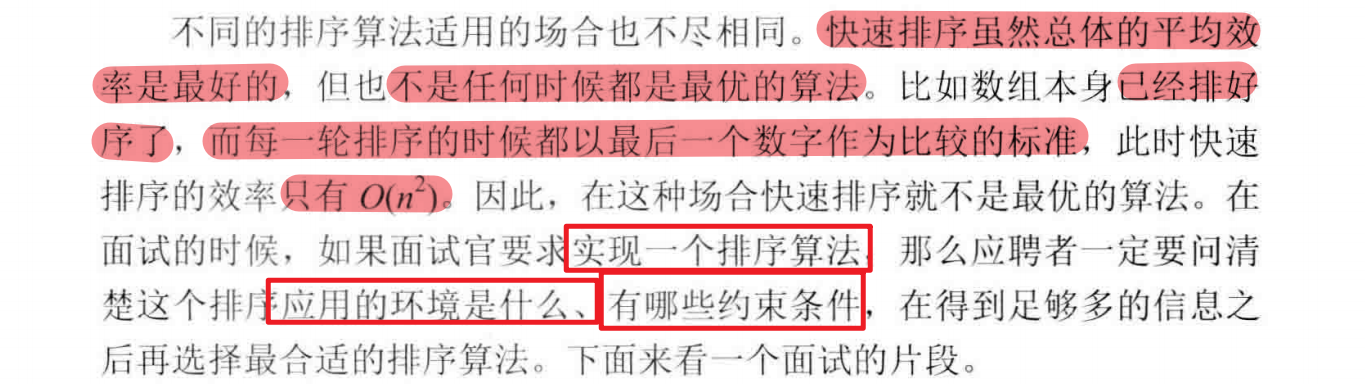 不同的排序算法适用的场合也不尽相同。快速排序虽然总体的平均效
率是最好的，但也不是任何时候都是最优的算法。比如数组本身已经排好
序了，而每一轮排序的时候都以最后一个数字作为比较的标准，此时快速
排序的效率只有 O(n²)。因此，在这种场合快速排序就不是最优的算法。在
面试的时候，如果面试官要求实现一个排序算法，那么应聘者一定要问清
楚这个排序应用的环境是什么、有哪些约束条件，在得到足够多的信息之
后再选择最合适的排序算法。下面来看一个面试的片段。